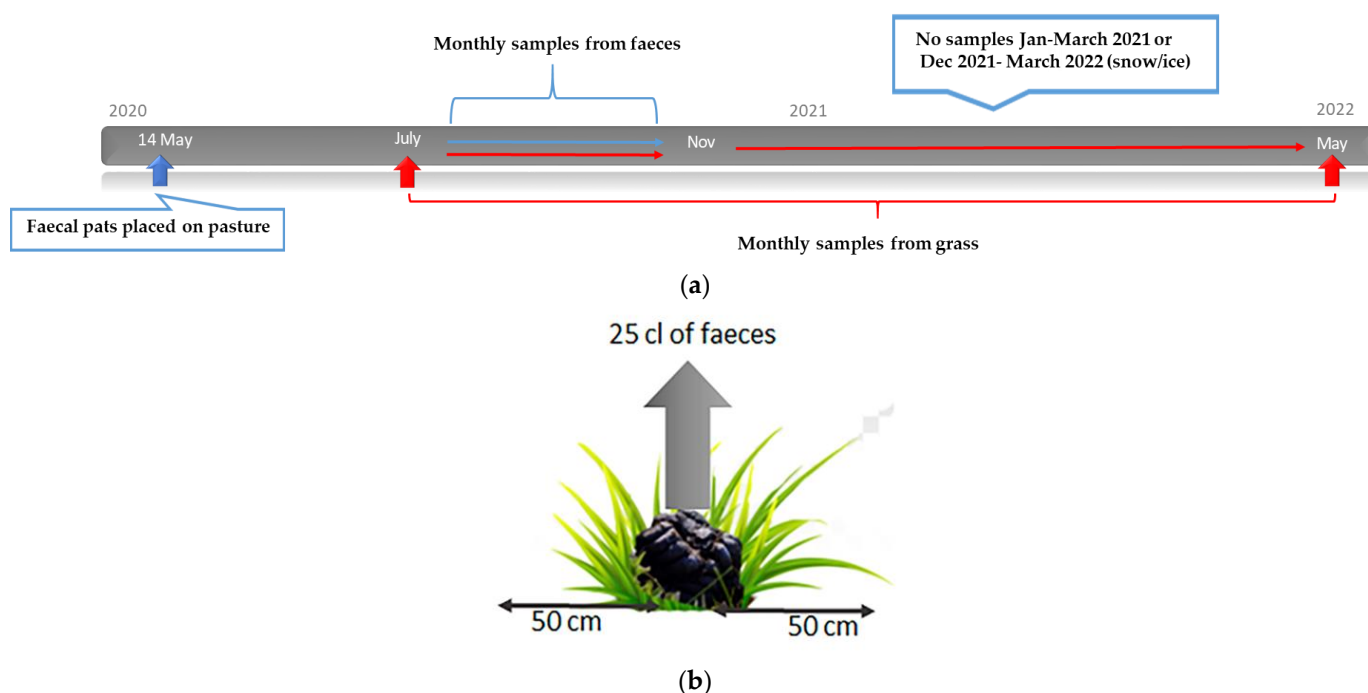 Monthly samples from faeces
No samples Jan-March 2021 or
Dec 2021- March 2022 (snow/ice)
2020
2021
2022
14 May
July
Nov
May
Faecal pats placed on pasture
Monthly samples from grass
(a)
25 cl of faeces
50 cm
50 cm
(b)